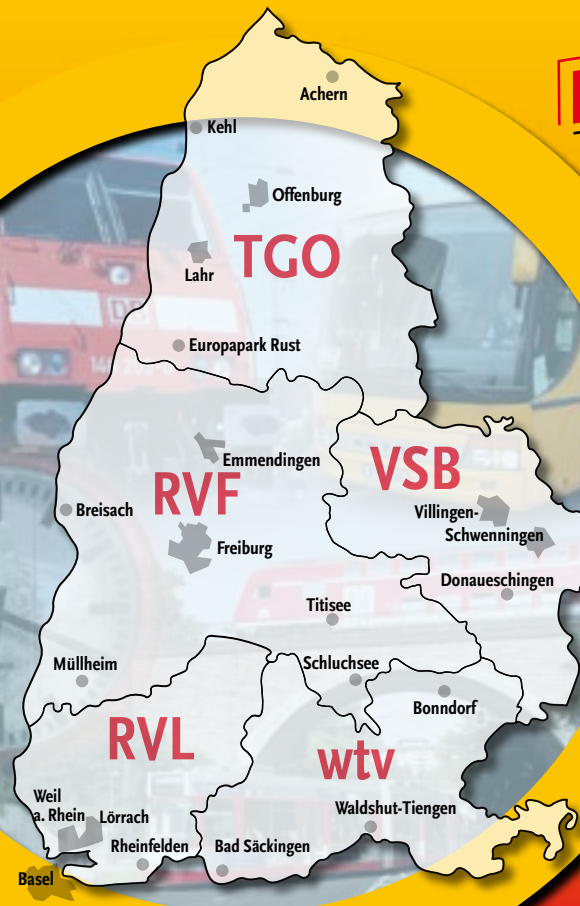 Achern
Kehl
Offenburg
TGO
Lahr
Europapark Rust
Emmendingen
VSB
RVF
Breisach
Villingen-
Schwenningen
Freiburg
Donaueschingen
Titisee
Müllheim
Schluchsee
Bonndorf
RVL
wtv
Weil
a. Rhein
Lörrach
Waldshut-Tiengen
Rheinfelden
Bad Säckingen
Basel